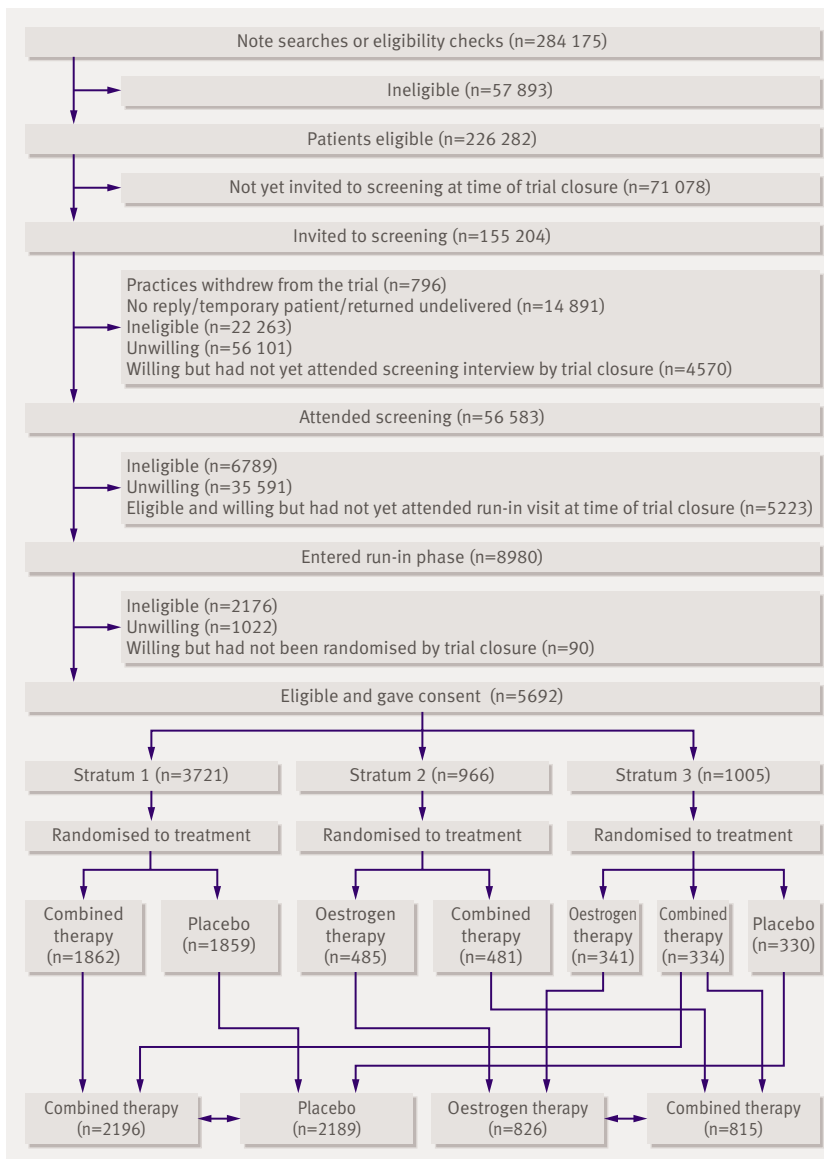 Note searches or eligibility checks (n=284 175)
Ineligible (n=57 893)
Patients eligible (n=226 282)
Not yet invited to screening at time of trial closure (n=71 078)
Invited to screening (n=155 204)
Practices withdrew from the trial (n=796)
No reply/temporary patient/returned undelivered (n=14 891)
Ineligible (n=22 263)
Unwilling (n=56 101)
Willing but had not yet attended screening interview by trial closure (n=4570)
Attended screening (n=56 583)
Ineligible (n=6789)
Unwilling (n=35 591)
Eligible and willing but had not yet attended run-in visit at time of trial closure (n=5223)
Entered run-in phase (n=8980)
Ineligible (n=2176)
Unwilling (n=1022)
Willing but had not been randomised by trial closure (n=90)
Eligible and gave consent (n=5692)
Stratum 1 (n=3721)
Stratum 2 (n=966)
Stratum 3 (n=1005)
Randomised to treatment
Randomised to treatment
Randomised to treatment
Combined
therapy
(n=1862)
Placebo
(n=1859)
Oestrogen
therapy
(n=485)
Combined
therapy
(n=481)
Oestrogen
therapy
(n=341)
Combined
therapy
(n=334)
Placebo
(n=330)
Combined therapy
(n=2196)
Placebo
(n=2189)
Oestrogen therapy
(n=826)
Combined therapy
(n=815)